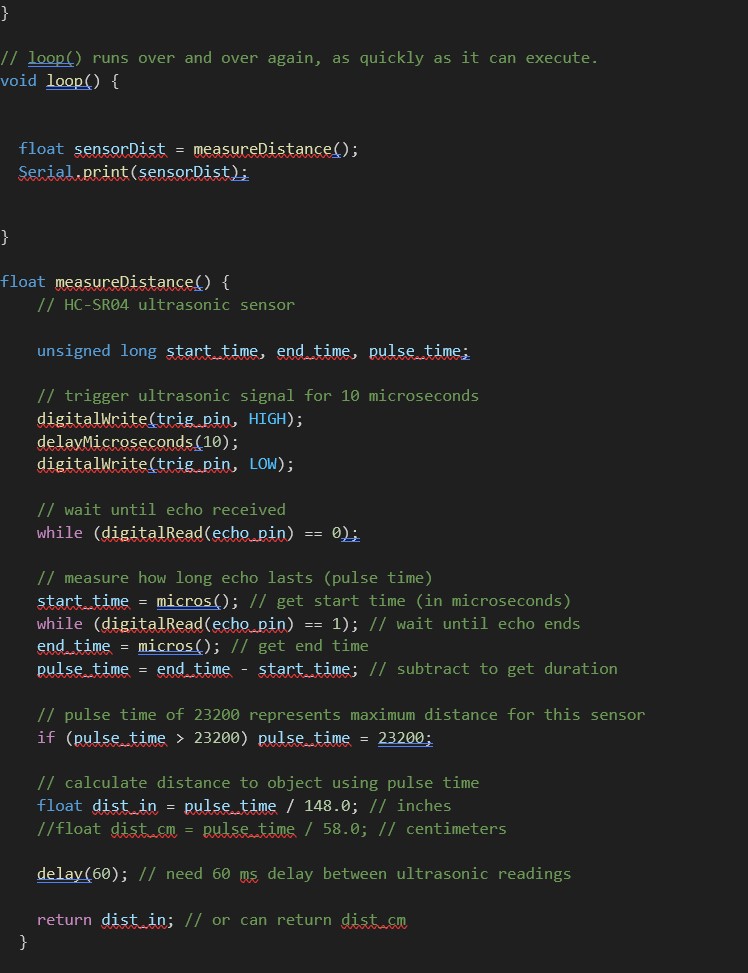 }
// loop() runs over and over again, as quickly as it can execute.
void loop() {
float sensorDist = measureDistance();
Serial.print(sensorDist);
}
float measureDistance() {
// HC-SR04 ultrasonic sensor
unsigned long start_time, end_time, pulse_time;
// trigger ultrasonic signal for 10 microseconds
digitalWrite(trig_pin, HIGH);
delayMicroseconds(10);
digitalWrite(trig_pin, LOW);
// wait until echo received
while (digitalRead(echo_pin) == 0);
// measure how long echo lasts (pulse time)
start_time = micros(); // get start time (in microseconds)
while (digitalRead(echo_pin) == 1); // wait until echo ends
end_time = micros(); // get end time
pulse_time = end_time - start_time; // subtract to get duration
// pulse time of 23200 represents maximum distance for this sensor
if (pulse_time > 23200) pulse_time = 23200;
// calculate distance to object using pulse time
float dist_in = pulse_time / 148.0; // inches
//float dist_cm = pulse_time / 58.0; // centimeters
delay(60); // need 60 ms delay between ultrasonic readings
return dist_in; // or can return dist_cm
}